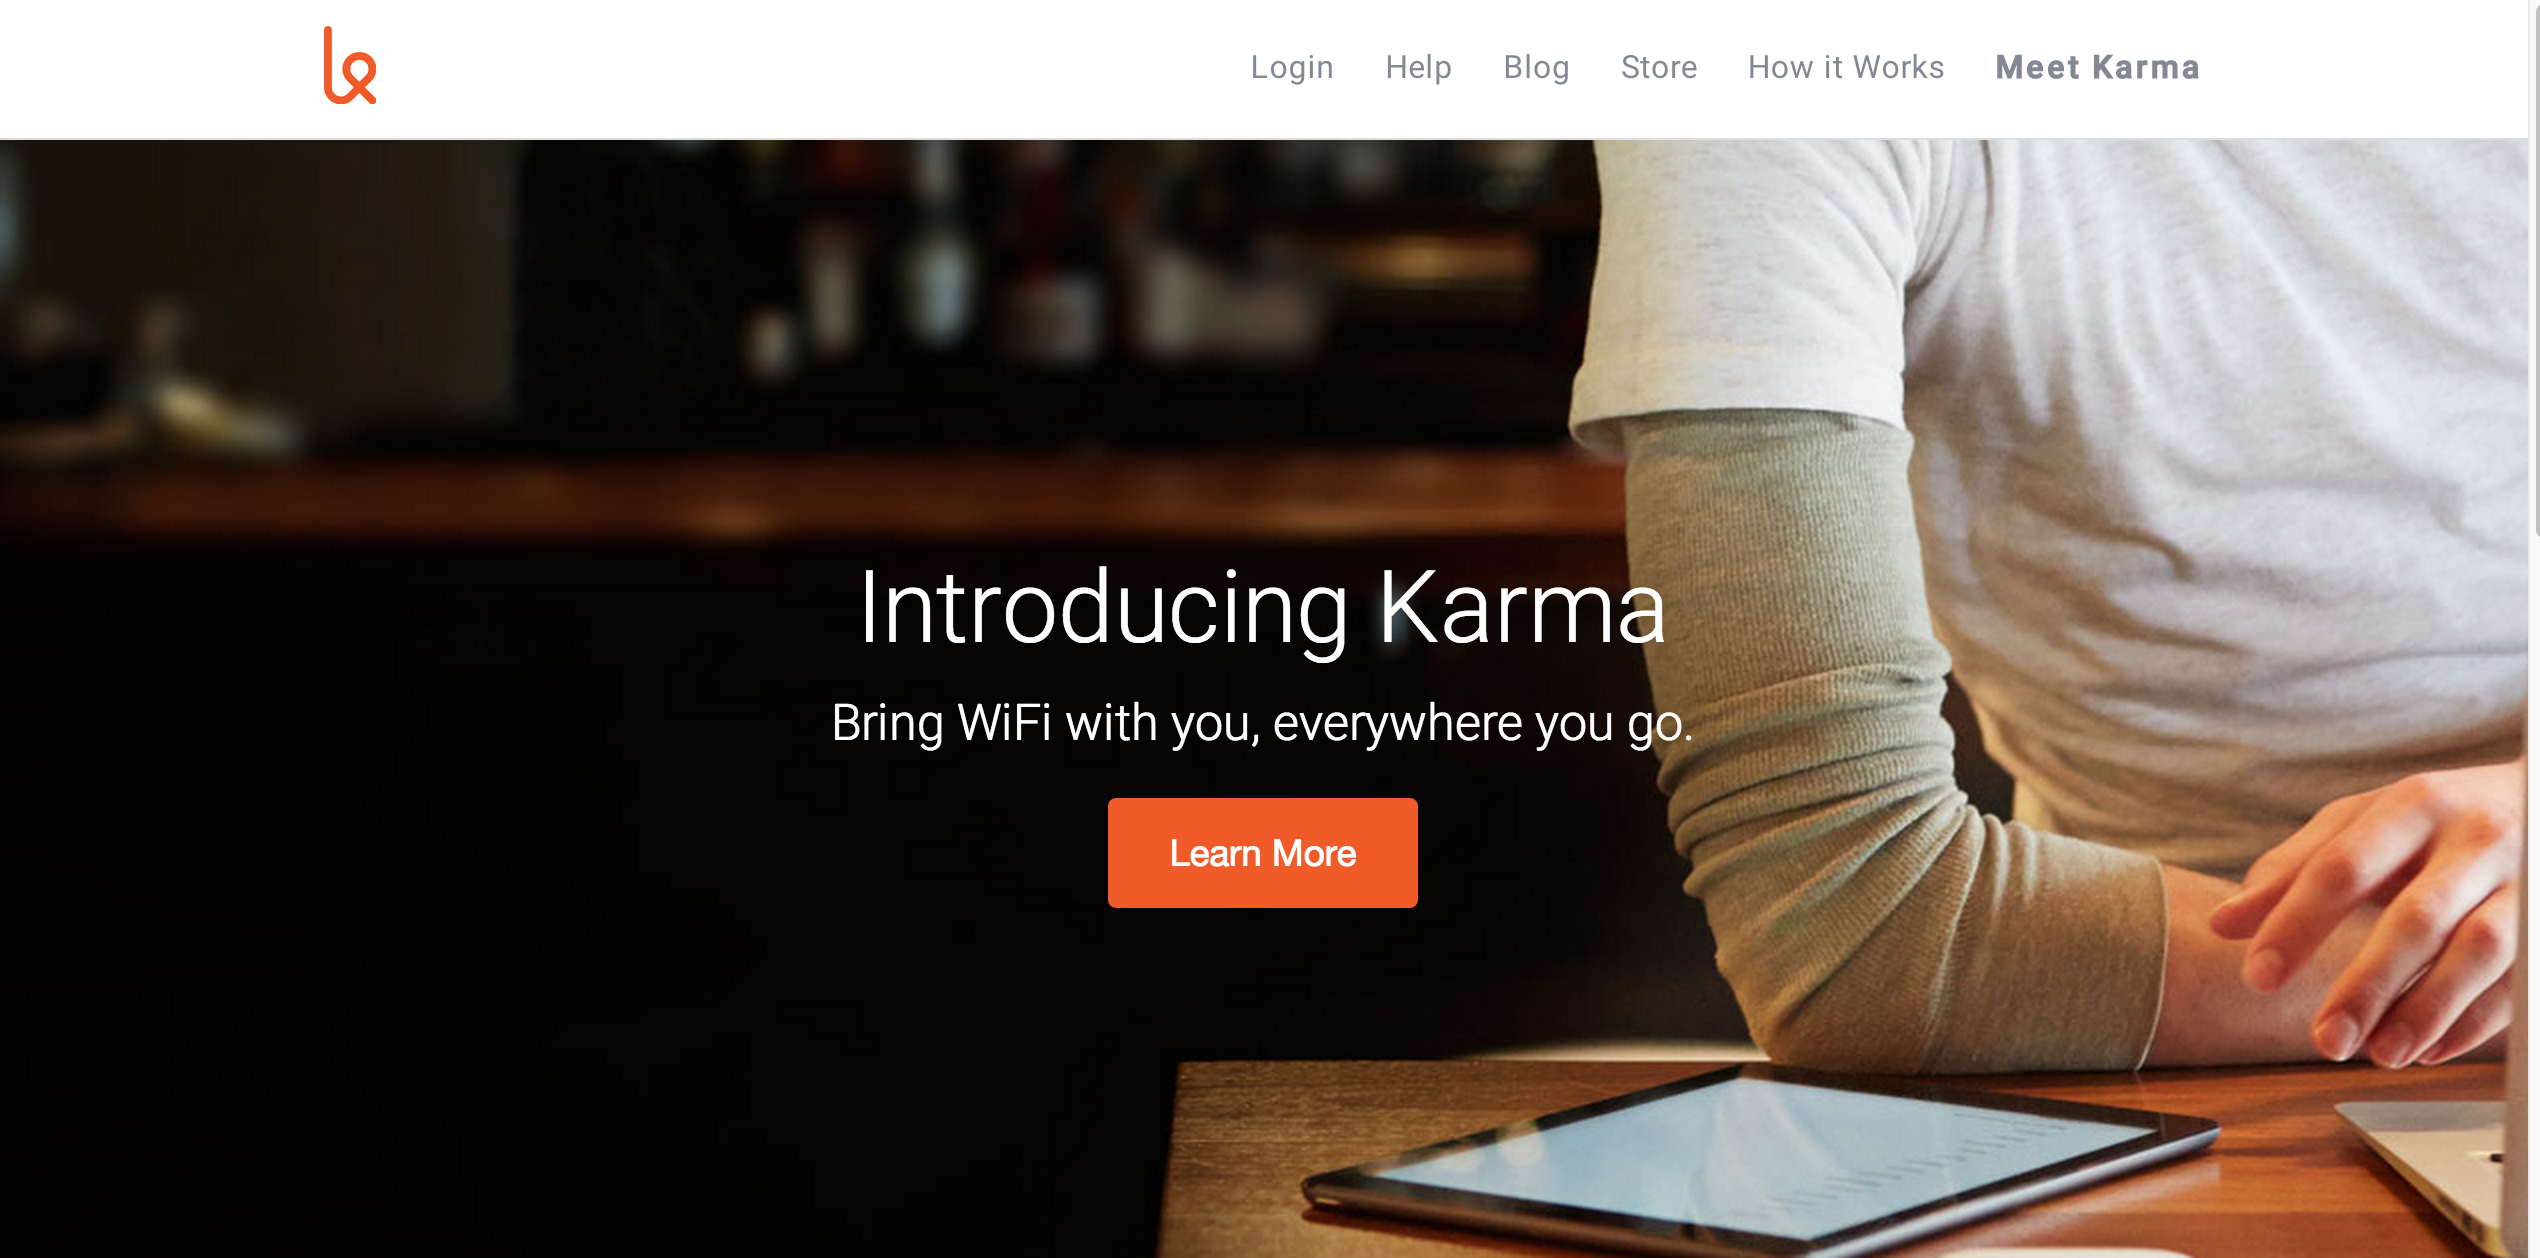 Login Help Blog Store How it Works Meet Karma
Introducing Karma
Bring WiFi with you, everywhere you go.
Learn More